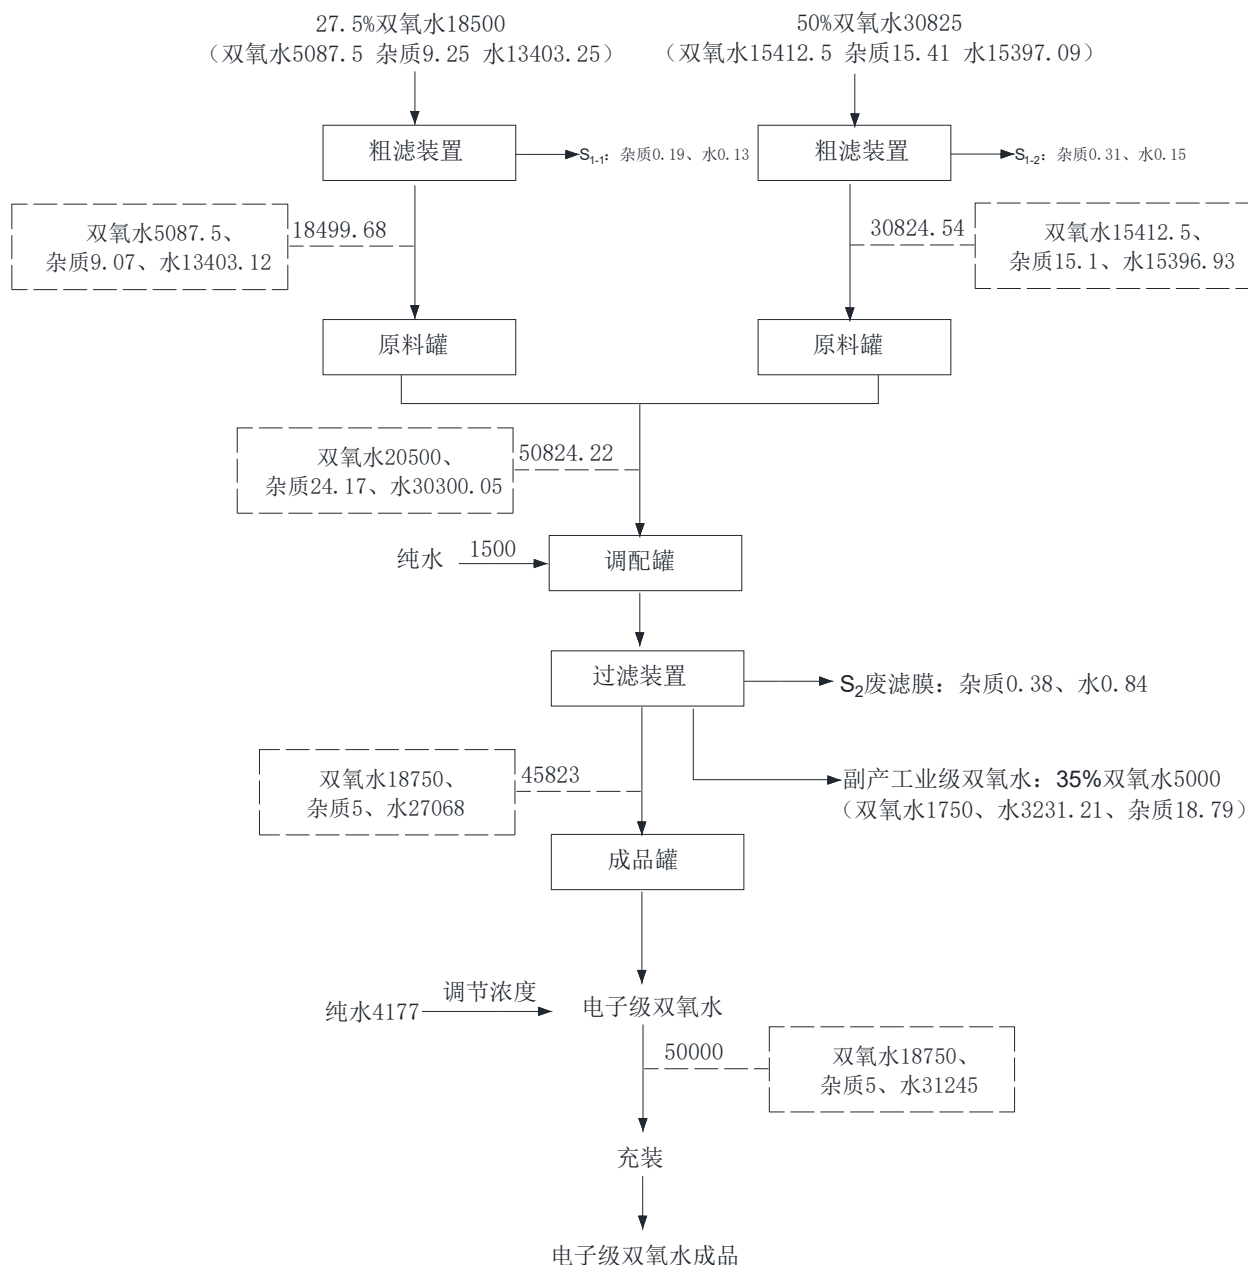 27.5%双氧水18500
（双氧水5087.5 杂质9.25 水13403.25）
50%双氧水30825
（双氧水15412.5 杂质15.41 水15397.09）
粗滤装置
S1-1：杂质0.19、水0.13
粗滤装置
S1-2：杂质0.31、水0.15
双氧水5087.5、
杂质9.07、水13403.12
18499.68
30824.54
双氧水15412.5、
杂质15.1、水15396.93
原料罐
原料罐
双氧水20500、
杂质24.17、水30300.05
50824.22
纯水
1500
调配罐
过滤装置
S2废滤膜：杂质0.38、水0.84
双氧水18750、
杂质5、水27068
45823
副产工业级双氧水：35%双氧水5000
（双氧水1750、水3231.21、杂质18.79）
成品罐
纯水4177
调节浓度
电子级双氧水
50000
双氧水18750、
杂质5、水31245
充装
电子级双氧水成品